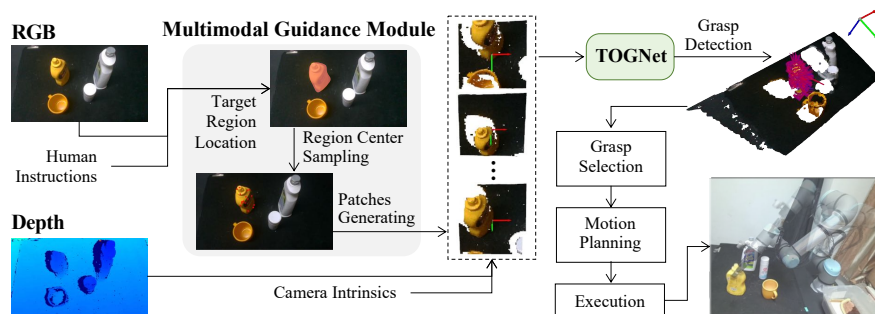 RGB
Multimodal Guidance Module
Target
Region
Location
Region Center
Sampling
Human
Instructions
Patches
Generating
Depth
Camera Intrinsics
TOGNet
Grasp
Detection
Grasp
Selection
Motion
Planning
Execution